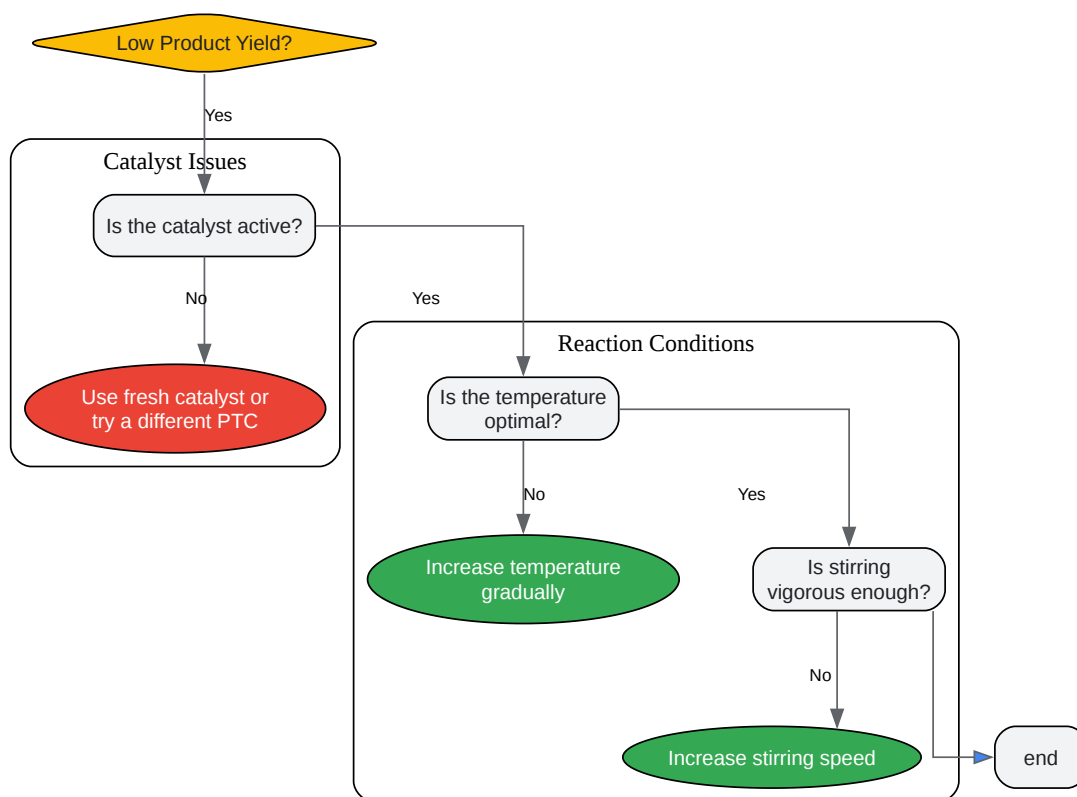 Low Product Yield?
Yes
Catalyst Issues
Is the catalyst active?
No
Yes
Use fresh catalyst or
try a different PTC
Reaction Conditions
Is the temperature
optimal?
No
Yes
Increase temperature
gradually
Is stirring
vigorous enough?
No
Increase stirring speed
end